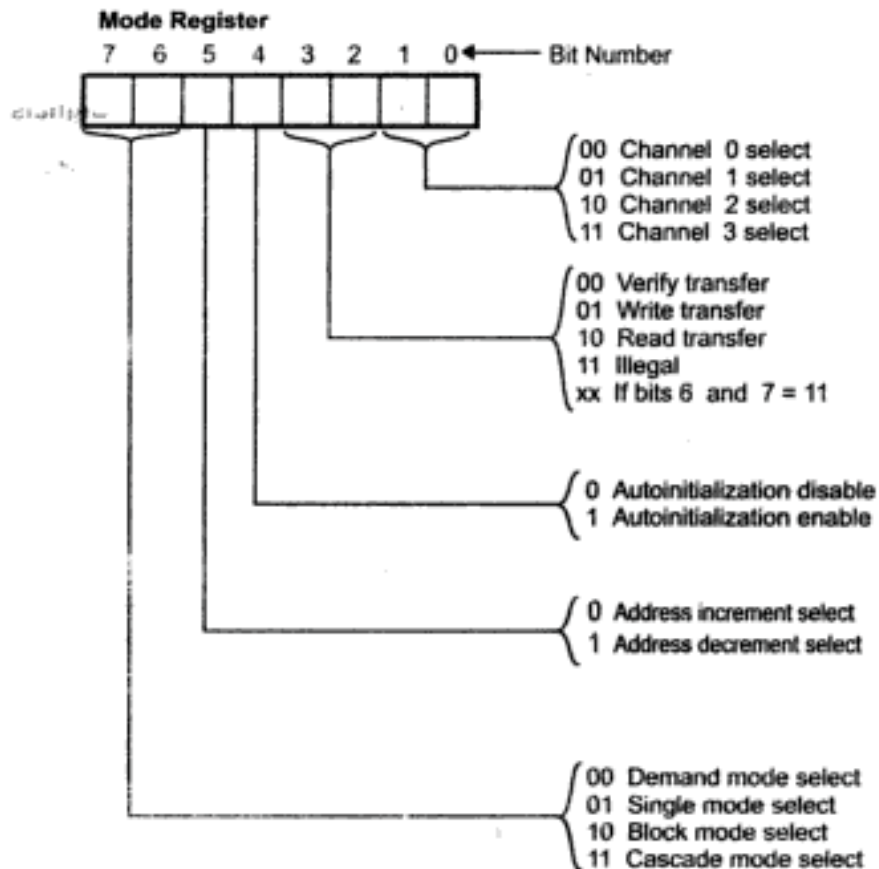 Mode Register
7 6 5 4 3 2 1 0 Bit Number
00 Channel 0 select
01 Channel 1 select
10 Channel 2 select
11 Channel 3 select
00 Verify transfer
01 Write transfer
10 Read transfer
11 Illegal
xx If bits 6 and 7 = 11
0 Autoinitialization disable
1 Autoinitialization enable
0 Address increment select
1 Address decrement select
00 Demand mode select
01 Single mode select
10 Block mode select
11 Cascade mode select